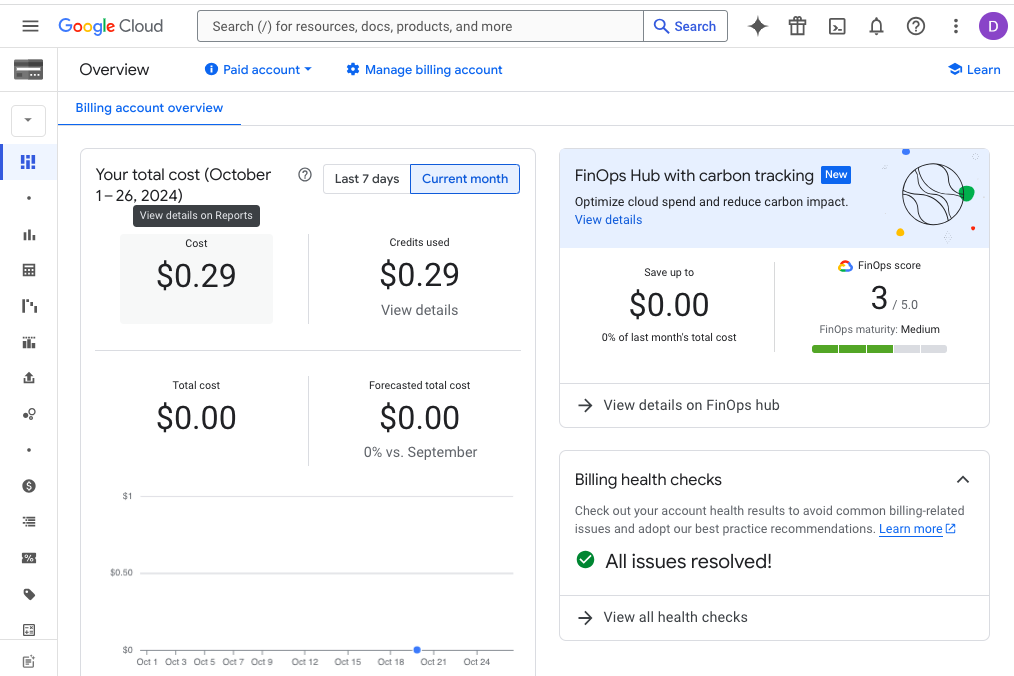 Google Cloud
Search (/) for resources, docs, products, and more
Search
D
Overview
Paid account
Manage billing account
Learn
Billing account overview
Your total cost (October
1 – 26, 2024)
Last 7 days
Current month
View details on Reports
Cost
$0.29
Credits used
$0.29
View details
Total cost
$0.00
Forecasted total cost
$0.00
0% vs. September
$1
$0.50
$0
Oct 1 Oct 3 Oct 5 Oct 7 Oct 9 Oct 12 Oct 15 Oct 18 Oct 21 Oct 24
FinOps Hub with carbon tracking New
Optimize cloud spend and reduce carbon impact.
View details
Save up to
$0.00
0% of last month's total cost
FinOps score
3 / 5.0
FinOps maturity: Medium
View details on FinOps hub
Billing health checks
Check out your account health results to avoid common billing-related
issues and adopt our best practice recommendations. Learn more
All issues resolved!
View all health checks